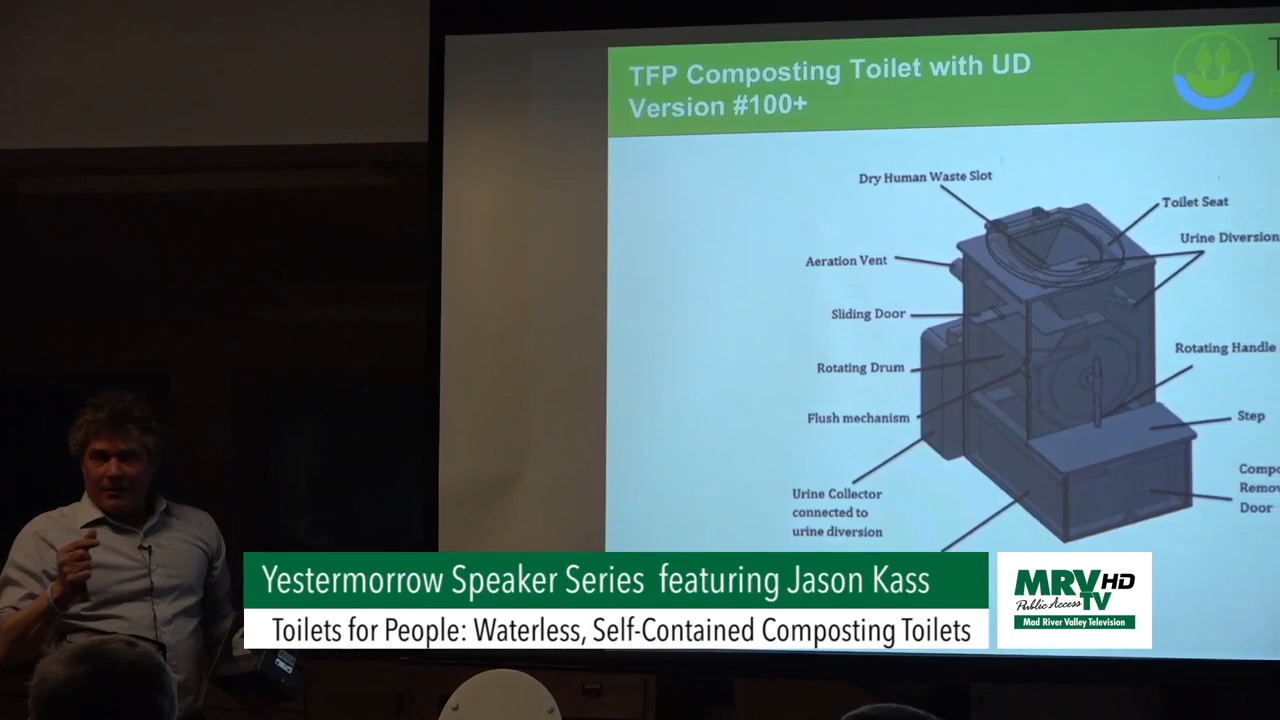 TFP Composting Toilet with UD
Version #100+
Dry Human Waste Slot
Toilet Seat
Urine Diversion
Aeration Vent
Sliding Door
Rotating Drum
Rotating Handle
Flush mechanism
Step
Urine Collector
connected to
urine diversion
Door
Yestermorrow Speaker Series featuring Jason Kass
Toilets for People: Waterless, Self-Contained Composting Toilets
MRV HD
Public Access TV
Mad River Valley Television